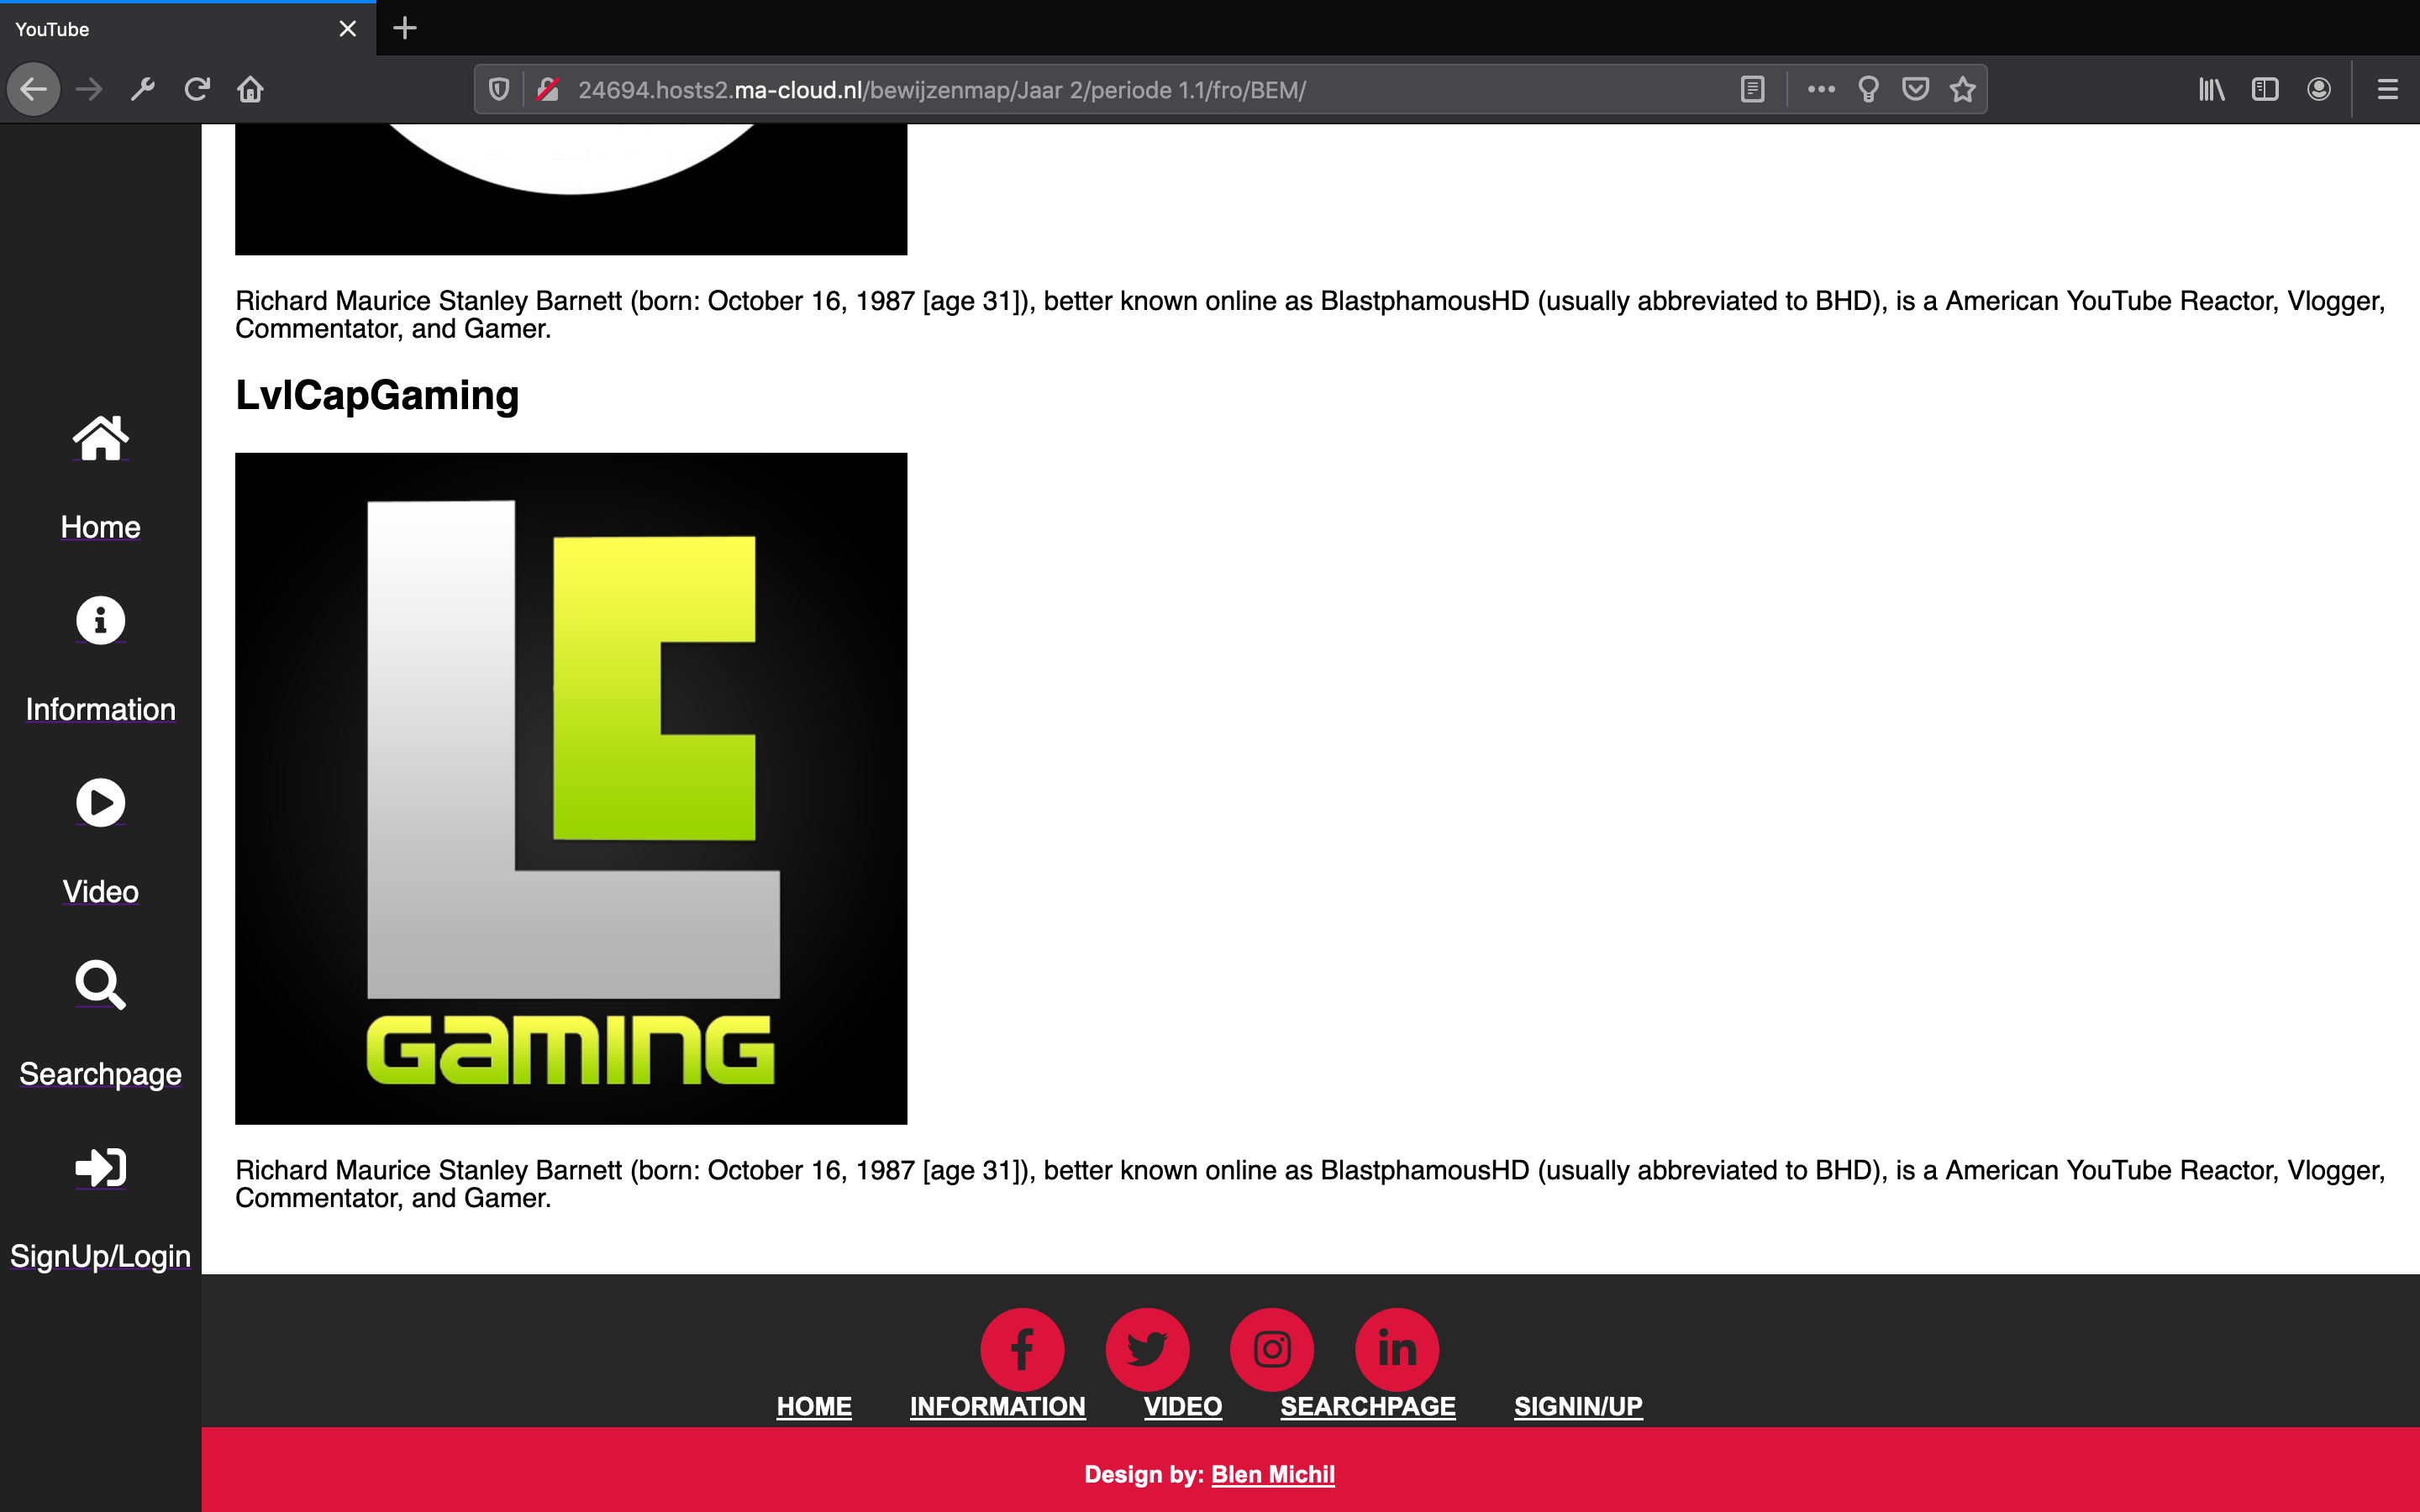 YouTube
24694.hosts2.ma-cloud.nl/bewijzenmap/Jaar 2/periode 1.1/fro/BEM/
Home
Information
Video
Searchpage
SignUp/Login
Richard Maurice Stanley Barnett (born: October 16, 1987 [age 31]), better known online as BlastphamousHD (usually abbreviated to BHD), is a American YouTube Reactor, Vlogger,
Commentator, and Gamer.
LvlCapGaming
LC
GAMING
Richard Maurice Stanley Barnett (born: October 16, 1987 [age 31]), better known online as BlastphamousHD (usually abbreviated to BHD), is a American YouTube Reactor, Vlogger,
Commentator, and Gamer.
HOME INFORMATION VIDEO SEARCHPAGE SIGNIN/UP
Design by: Blen Michil